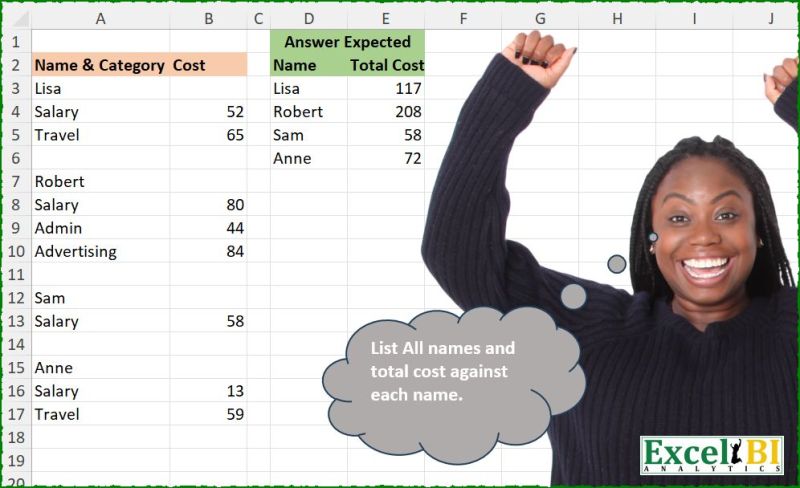 A B C D E F G H I J
1 Answer Expected
2 Name & Category Cost Name Total Cost
3 Lisa Lisa 117
4 Salary 52 Robert 208
5 Travel 65 Sam 58
6 Anne 72
7 Robert
8 Salary 80
9 Admin 44
10 Advertising 84
11
12 Sam
13 Salary 58
14
15 Anne
16 Salary 13
17 Travel 59
18
19
20
List All names and
total cost against
each name.
Excel BI
ANALYTICS